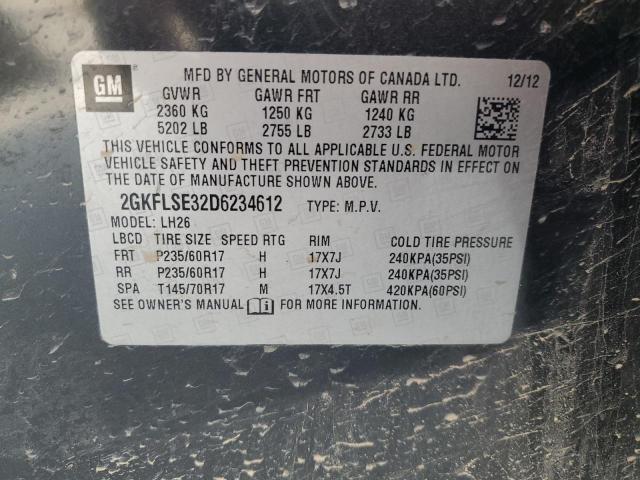 GM
MFD BY GENERAL MOTORS OF CANADA LTD. 12/12
GVWR GAWR FRT GAWR RR
2360 KG 1250 KG 1240 KG
5202 LB 2755 LB 2733 LB
THIS VEHICLE CONFORMS TO ALL APPLICABLE U.S. FEDERAL MOTOR
VEHICLE SAFETY AND THEFT PREVENTION STANDARDS IN EFFECT ON
THE DATE OF MANUFACTURE SHOWN ABOVE.
2GKFLSE32D6234612 TYPE: M.P.V.
MODEL: LH26
LBCD TIRE SIZE SPEED RTG RIM COLD TIRE PRESSURE
FRT P235/60R17 H 17X7J 240KPA(35PSI)
RR P235/60R17 H 17X7J 240KPA(35PSI)
SPA T145/70R17 M 17X4.5T 420KPA(60PSI)
SEE OWNER'S MANUAL FOR ADDITIONAL INFORMATION.